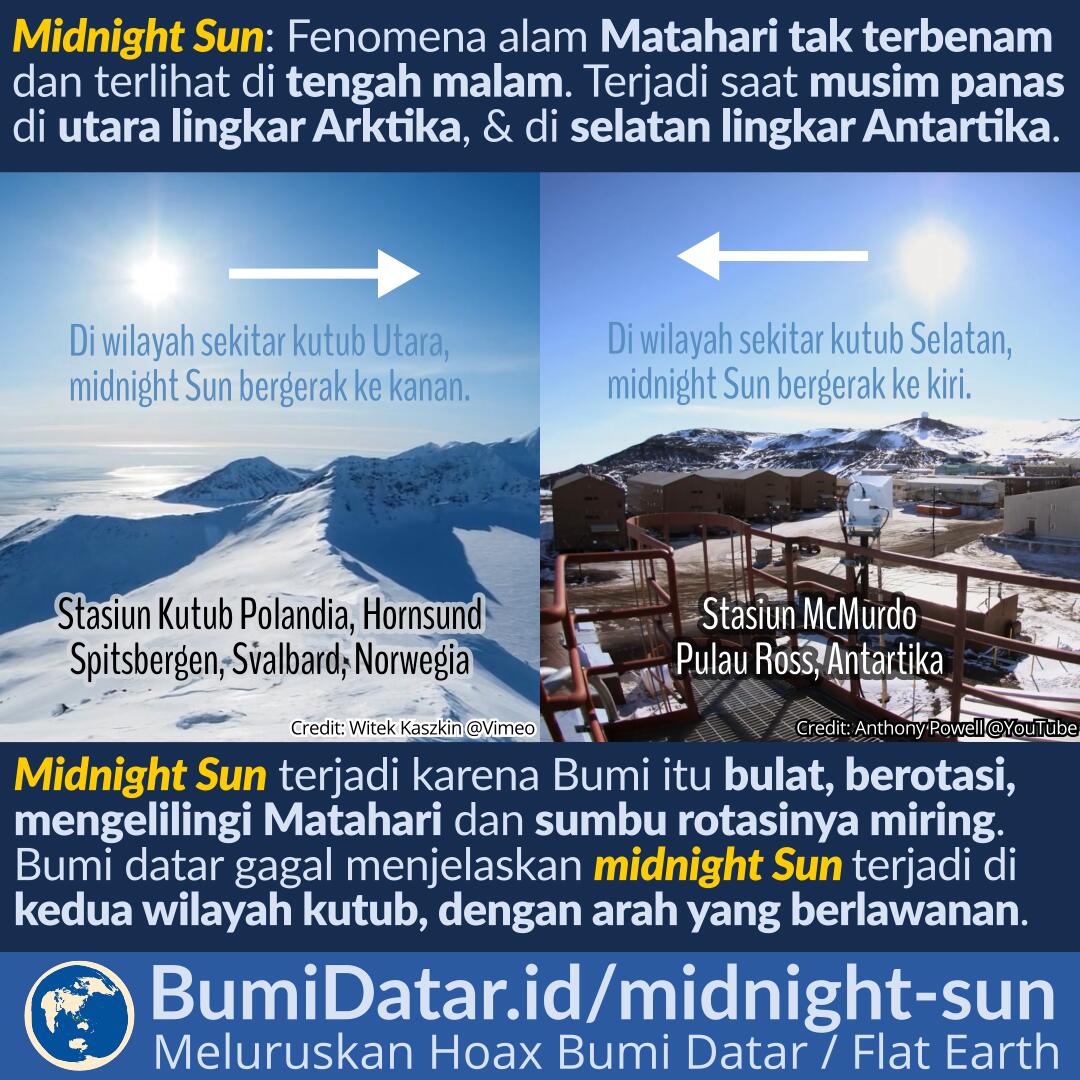 Midnight Sun: Fenomena alam Matahari tak terbenam
dan terlihat di tengah malam. Terjadi saat musim panas
di utara lingkar Arktika, & di selatan lingkar Antartika.
Di wilayah sekitar kutub Utara,
midnight Sun bergerak ke kanan.
Stasiun Kutub Polandia, Hornsund
Spitsbergen, Svalbard, Norwegia
Credit: Witek Kaszkin @Vimeo
Di wilayah sekitar kutub Selatan,
midnight Sun bergerak ke kiri.
Stasiun McMurdo
Pulau Ross, Antartika
Credit: Anthony Powell @YouTube
Midnight Sun terjadi karena Bumi itu bulat, berotasi,
mengelilingi Matahari dan sumbu rotasinya miring.
Bumi datar gagal menjelaskan midnight Sun terjadi di
kedua wilayah kutub, dengan arah yang berlawanan.
BumiDatar.id/midnight-sun
Meluruskan Hoax Bumi Datar / Flat Earth